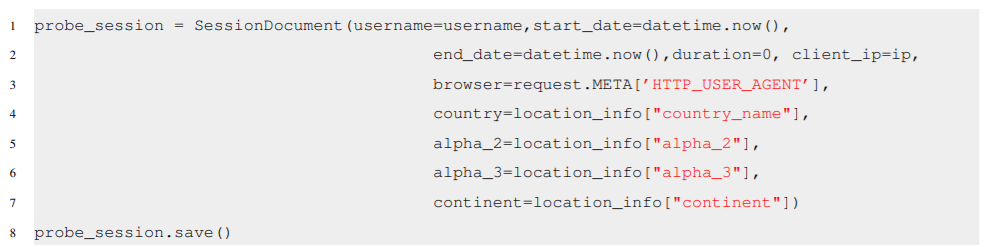 1 probe_session = SessionDocument(username=username,start_date=datetime.now(),
2 end_date=datetime.now(),duration=0, client_ip=ip,
3 browser=request.META['HTTP_USER_AGENT'],
4 country=location_info["country_name"],
5 alpha_2=location_info["alpha_2"],
6 alpha_3=location_info["alpha_3"],
7 continent=location_info["continent"])
8 probe_session.save()